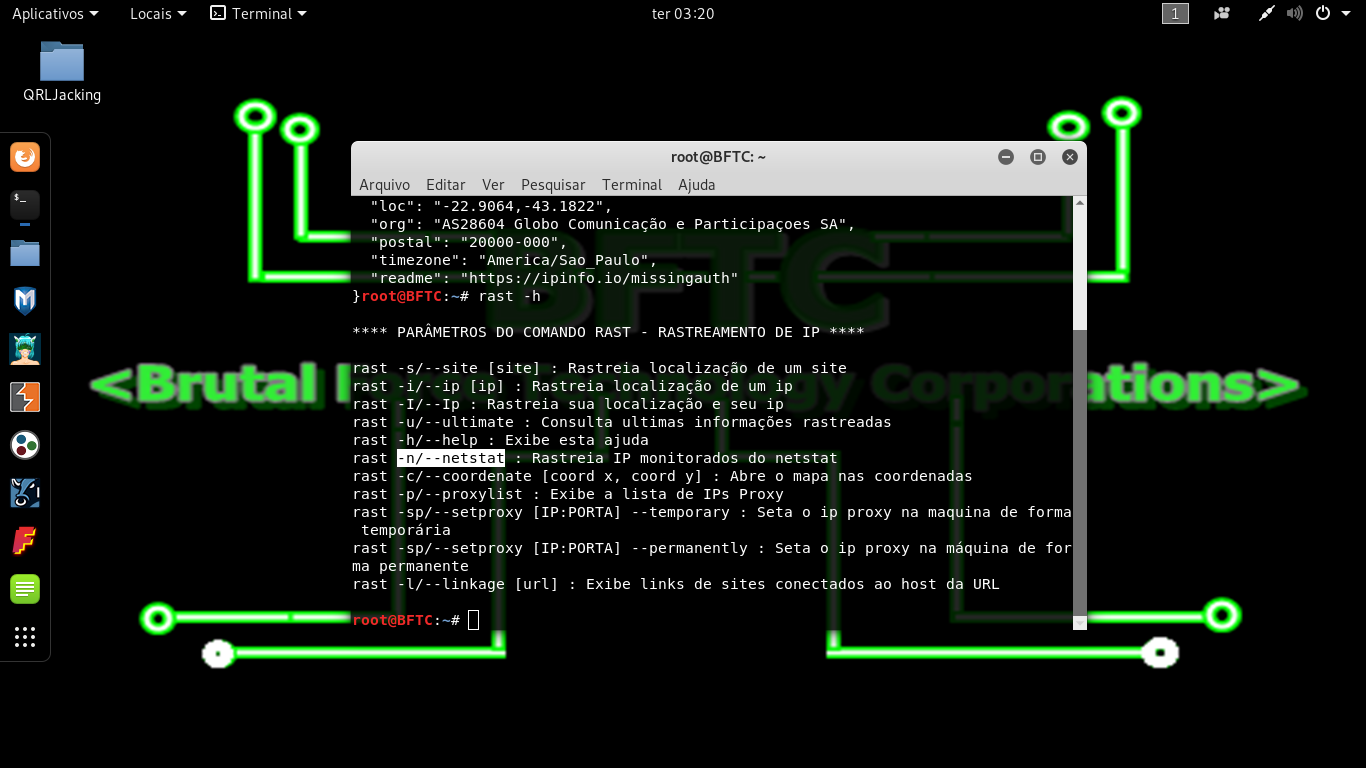 Aplicativos Locais Terminal ter 03:20 1
QRLJacking
root@BFTC: ~
Arquivo Editar Ver Pesquisar Terminal Ajuda
"loc": "-22.9064,-43.1822",
"org": "AS28604 Globo Comunicação e Participaçoes SA",
"postal": "20000-000",
"timezone": "America/Sao_Paulo",
"readme": "https://ipinfo.io/missingauth"
}root@BFTC:~# rast -h
**** PARÂMETROS DO COMANDO RAST - RASTREAMENTO DE IP ****
rast -s/--site [site] : Rastreia localização de um site
rast -i/--ip [ip] : Rastreia localização de um ip
rast -I/--Ip : Rastreia sua localização e seu ip
rast -u/--ultimate : Consulta ultimas informações rastreadas
rast -h/--help : Exibe esta ajuda
rast -n/--netstat : Rastreia IP monitorados do netstat
rast -c/--coordenate [coord x, coord y] : Abre o mapa nas coordenadas
rast -p/--proxylist : Exibe a lista de IPs Proxy
rast -sp/--setproxy [IP:PORTA] --temporary : Seta o ip proxy na maquina de forma
temporária
rast -sp/--setproxy [IP:PORTA] --permanently : Seta o ip proxy na máquina de for
ma permanente
rast -l/--linkage [url] : Exibe links de sites conectados ao host da URL
root@BFTC:~#
BFTC
<Brutal Technology Corporations>